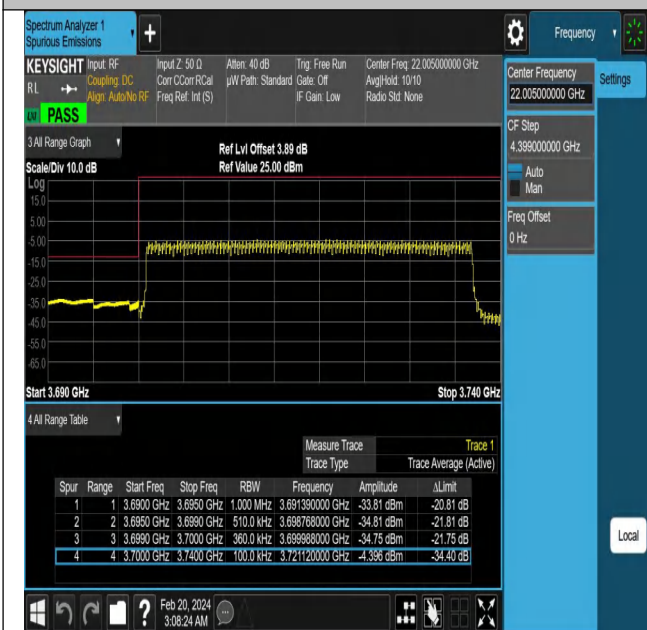 Spectrum Analyzer 1
Spurious Emissions
+
Frequency
KEYSIGHT Input: RF Input Z: 50 Ω Atten: 40 dB Trig: Free Run Center Freq: 22.005000000 GHz
RL Coupling: DC Corr CCorr RCal µW Path: Standard Gate: Off Avg|Hold: 10/10
Align: Auto/No RF Freq Ref: Int (S) IF Gain: Low Radio Std: None
LXI PASS
Center Frequency
22.005000000 GHz
Settings
CF Step
4.399000000 GHz
Auto
Man
Freq Offset
0 Hz
Local
3 All Range Graph
Ref Lvl Offset 3.89 dB
Scale/Div 10.0 dB Ref Value 25.00 dBm
Log
15.0
5.00
-5.00
-15.0
-25.0
-35.0
-45.0
-55.0
-65.0
Start 3.690 GHz Stop 3.740 GHz
4 All Range Table
Measure Trace Trace 1
Trace Type Trace Average (Active)
Spur Range Start Freq Stop Freq RBW Frequency Amplitude ΔLimit
1 1 3.6900 GHz 3.6950 GHz 1.000 MHz 3.691390000 GHz -33.81 dBm -20.81 dB
2 2 3.6950 GHz 3.6990 GHz 510.0 kHz 3.698768000 GHz -34.81 dBm -21.81 dB
3 3 3.6990 GHz 3.7000 GHz 360.0 kHz 3.699988000 GHz -34.75 dBm -21.75 dB
4 4 3.7000 GHz 3.7400 GHz 100.0 kHz 3.721120000 GHz -4.396 dBm -34.40 dB
? Feb 20, 2024
3:08:24 AM